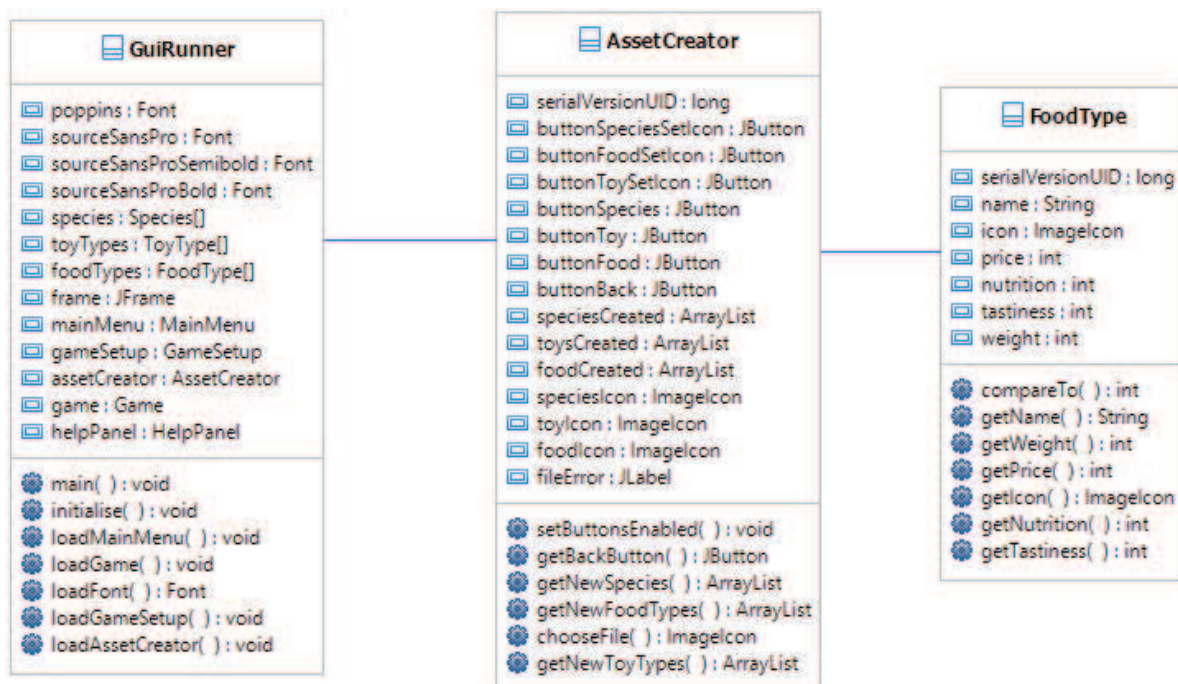 GuiRunner
poppins : Font
sourceSansPro : Font
sourceSansProSemibold : Font
sourceSansProBold : Font
species : Species[]
toyTypes : ToyType[]
foodTypes : FoodType[]
frame : JFrame
mainMenu : MainMenu
gameSetup : GameSetup
assetCreator : AssetCreator
game : Game
helpPanel : HelpPanel
main( ) : void
initialise( ) : void
loadMainMenu( ) : void
loadGame( ) : void
loadFont( ) : Font
loadGameSetup( ) : void
loadAssetCreator( ) : void
AssetCreator
serialVersionUID : long
buttonSpeciesSetIcon : JButton
buttonFoodSetIcon : JButton
buttonToySetIcon : JButton
buttonSpecies : JButton
buttonToy : JButton
buttonFood : JButton
buttonBack : JButton
speciesCreated : ArrayList
toysCreated : ArrayList
foodCreated : ArrayList
speciesIcon : ImageIcon
toyIcon : ImageIcon
foodIcon : ImageIcon
fileError : JLabel
setButtonsEnabled( ) : void
getBackButton( ) : JButton
getNewSpecies( ) : ArrayList
getNewFoodTypes( ) : ArrayList
chooseFile( ) : ImageIcon
getNewToyTypes( ) : ArrayList
FoodType
serialVersionUID : long
name : String
icon : ImageIcon
price : int
nutrition : int
tastiness : int
weight : int
compareTo( ) : int
getName( ) : String
getWeight( ) : int
getPrice( ) : int
getIcon( ) : ImageIcon
getNutrition( ) : int
getTastiness( ) : int